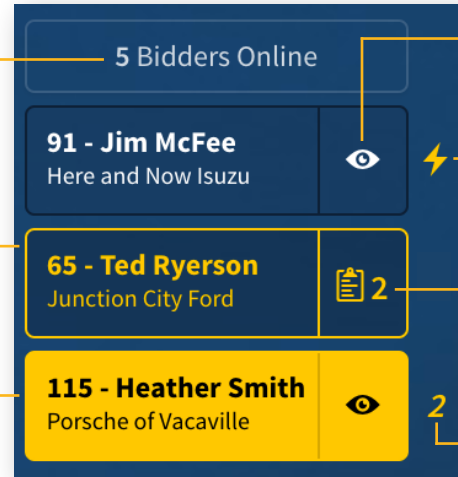 5 Bidders Online
91 - Jim McFee
Here and Now Isuzu
65 - Ted Ryerson
Junction City Ford
2
115 - Heather Smith
Porsche of Vacaville
2